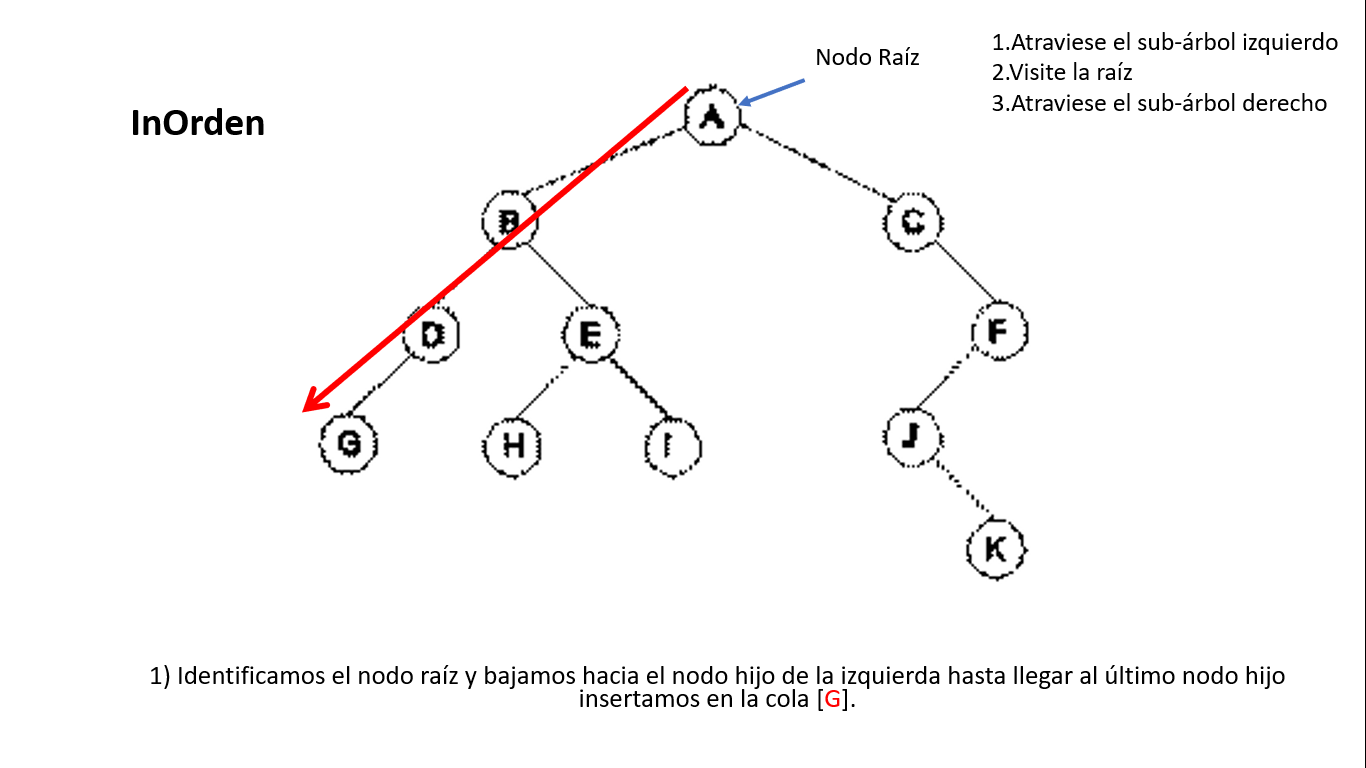 Nodo Raíz
1.Atraviese el sub-árbol izquierdo
2.Visite la raíz
3.Atraviese el sub-árbol derecho
InOrden
A
B
C
D
E
F
G
H
I
J
K
1) Identificamos el nodo raíz y bajamos hacia el nodo hijo de la izquierda hasta llegar al último nodo hijo
insertamos en la cola [G].